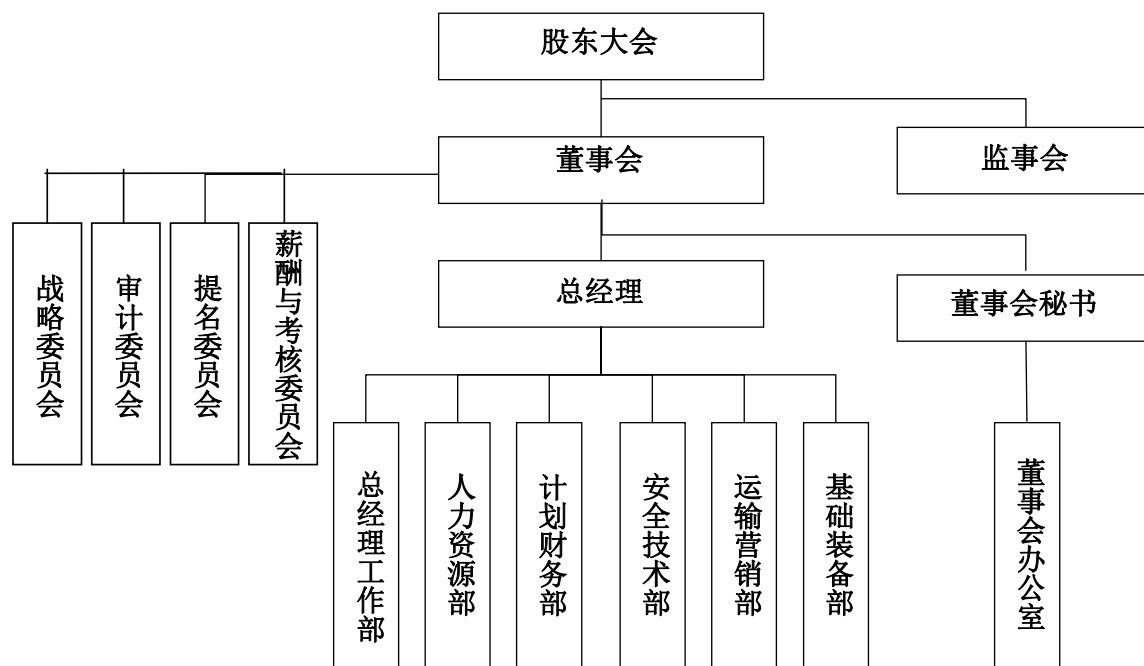 股东大会
董事会
监事会
总经理
董事会秘书
战略委员会
审计委员会
提名委员会
薪酬与考核委员会
总经理工作部
人力资源部
计划财务部
安全技术部
运输营销部
基础装备部
董事会办公室